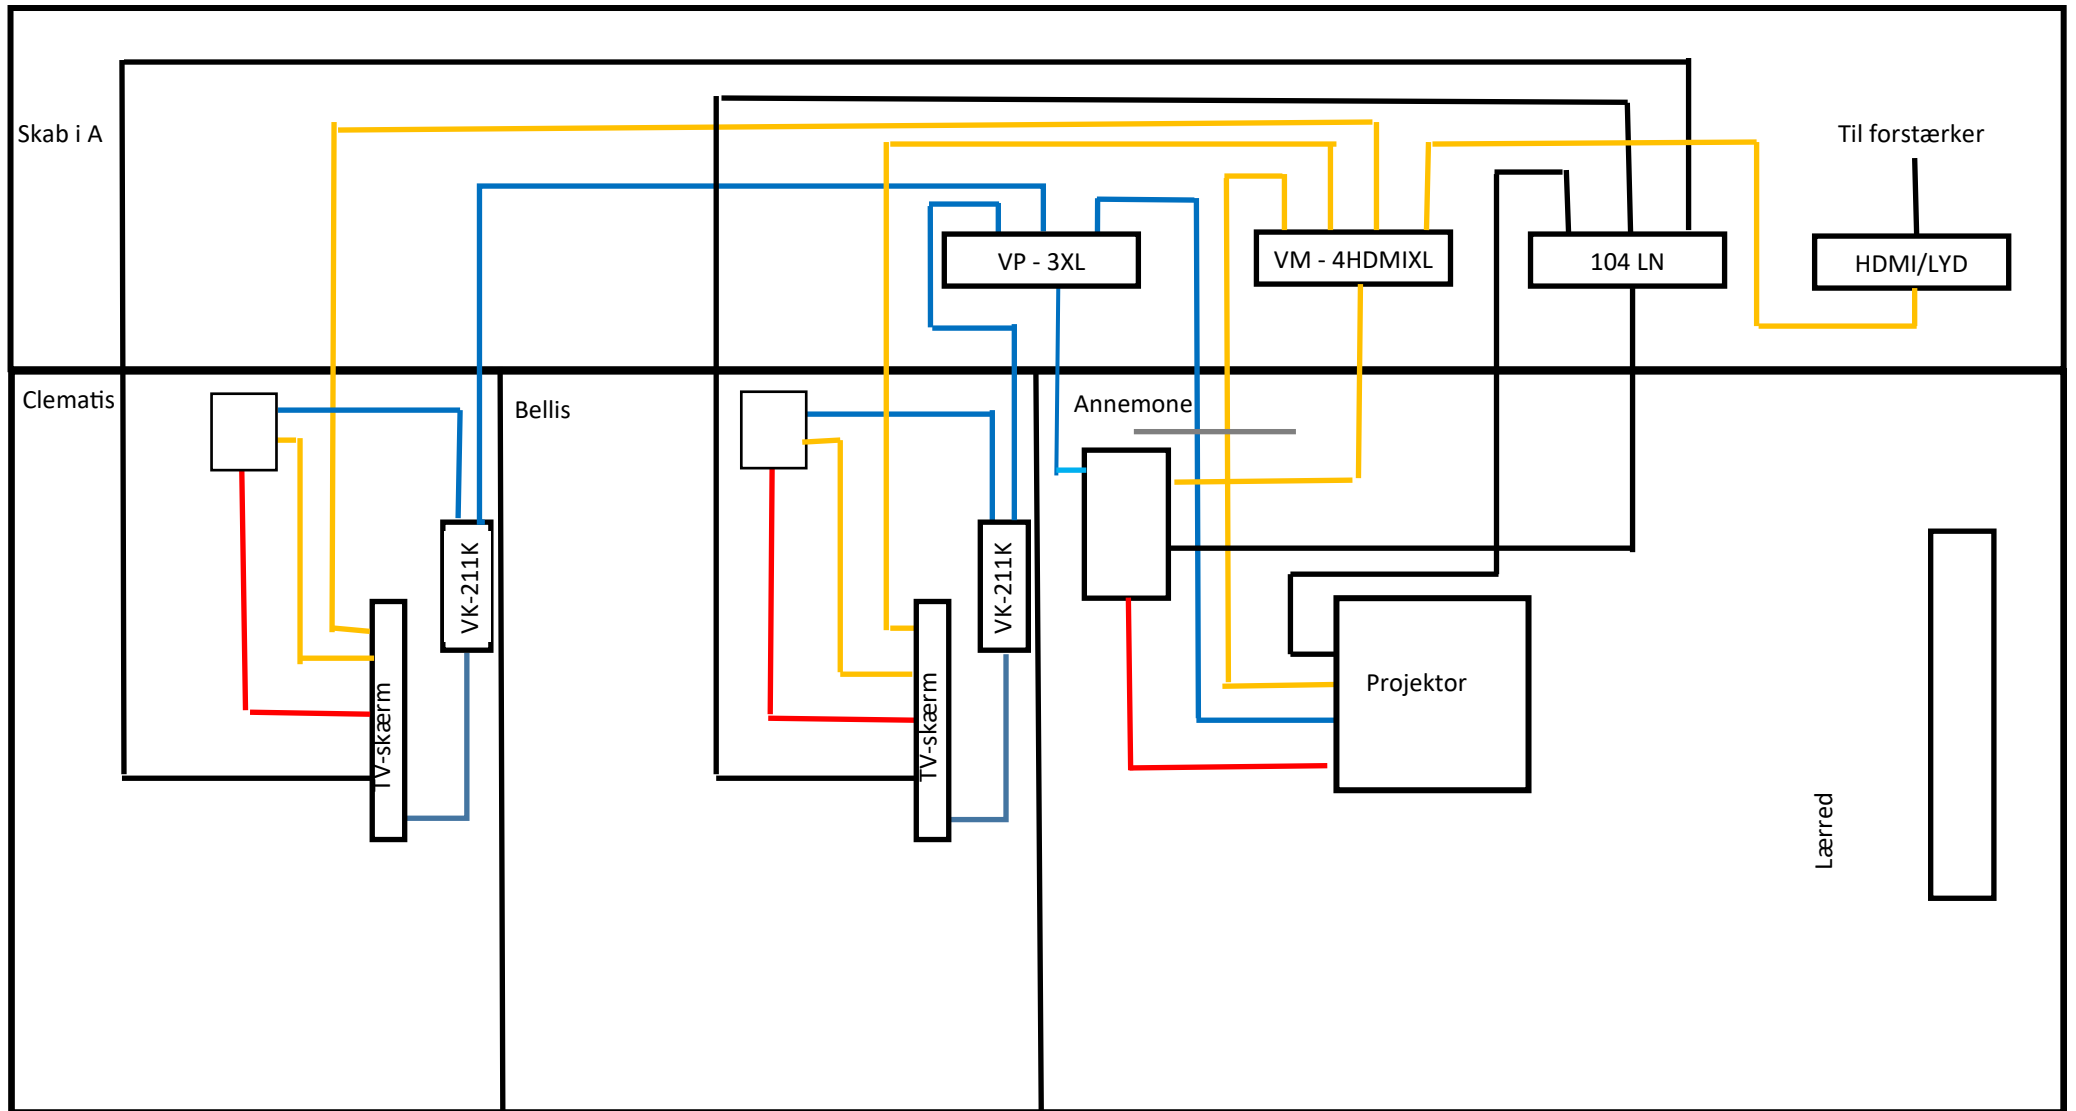 Skab i A
Til forstærker
VP - 3XL
VM - 4HDMIXL
104 LN
HDMI/LYD
Clematis
Bellis
Annemone
VK-211K
VK-211K
TV-skærm
TV-skærm
Projektor
Lærred